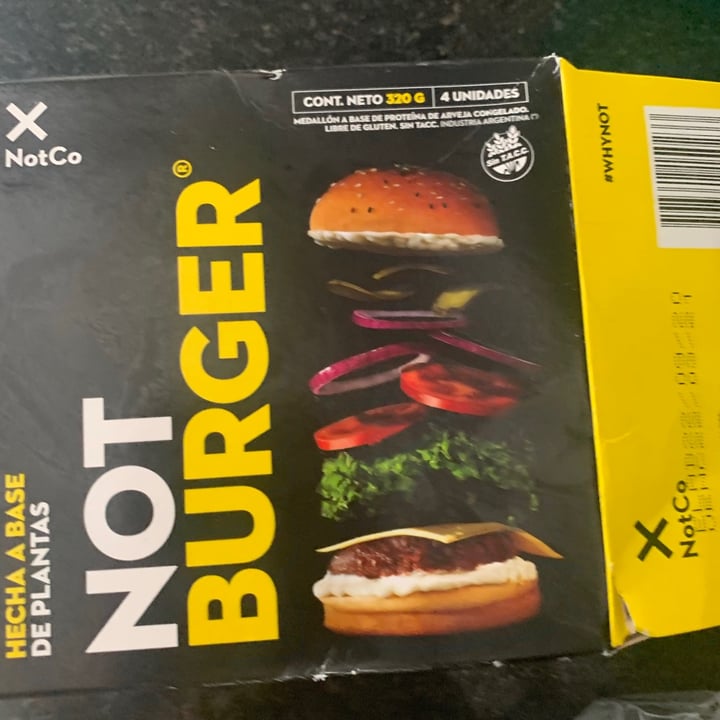 NotCo
HECHA A BASE
DE PLANTAS
NOT
BURGER®
CONT. NETO 320 G 4 UNIDADES
MEDALLÓN A BASE DE PROTEÍNA DE ARVEJA CONGELADO.
LIBRE DE GLUTEN. SIN TACC. INDUSTRIA ARGENTINA
Sin T.A.C.C.
#WHYNOT
NotCo